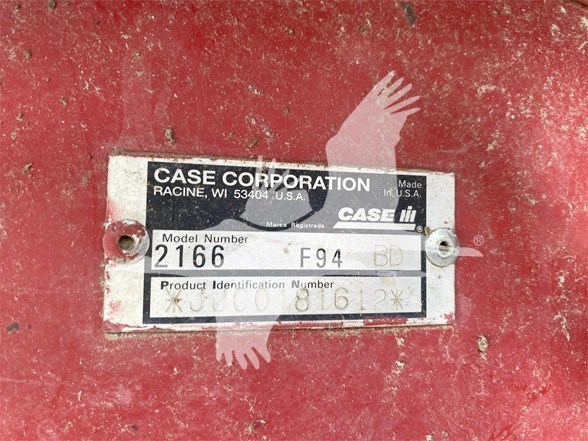 CASE CORPORATION
RACINE, WI 53404 U.S.A.
Made
In U.S.A.
CASE III
Marca Registrada
®
Model Number
2166 F94 BD
Product Identification Number
*JJC0181612*
®